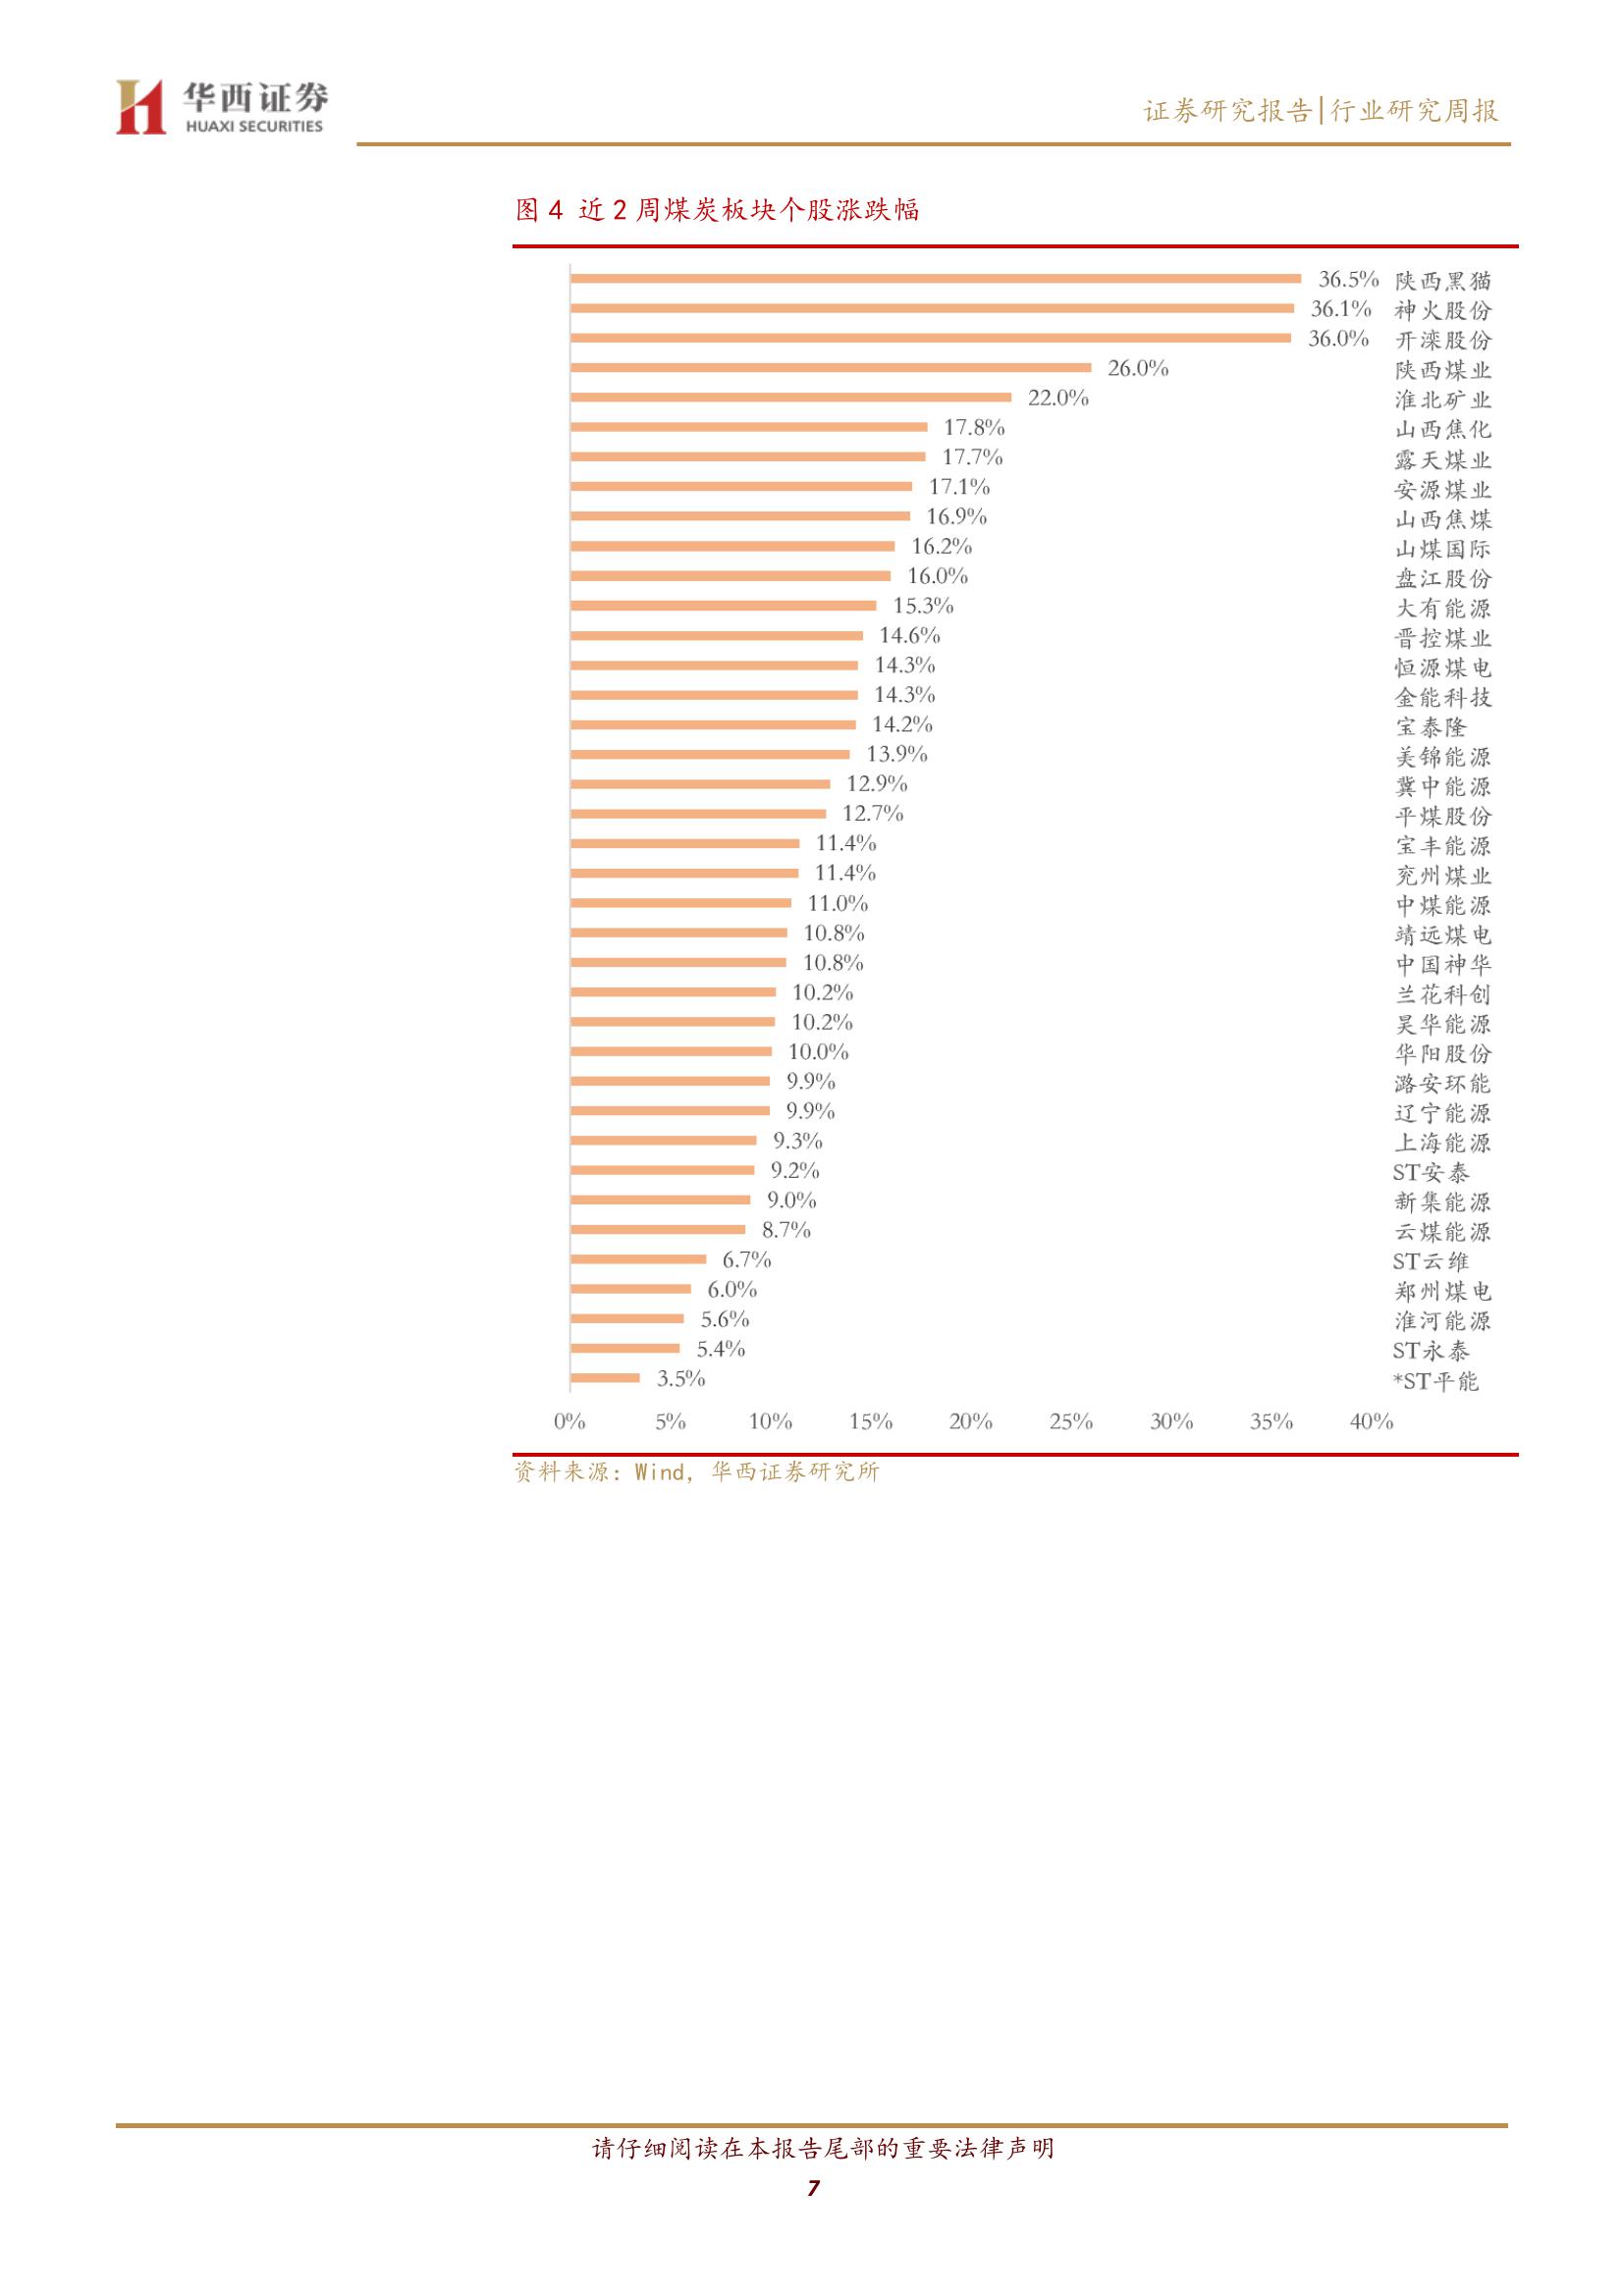 华西证券
HUAXI SECURITIES
证券研究报告|行业研究周报
图 4 近 2 周煤炭板块个股涨跌幅
36.5% 陕西黑猫
36.1% 神火股份
36.0% 开滦股份
26.0% 陕西煤业
22.0% 淮北矿业
17.8% 山西焦化
17.7% 露天煤业
17.1% 安源煤业
16.9% 山西焦煤
16.2% 山煤国际
16.0% 盘江股份
15.3% 大有能源
14.6% 晋控煤业
14.3% 恒源煤电
14.3% 金能科技
14.2% 宝泰隆
13.9% 美锦能源
12.9% 冀中能源
12.7% 平煤股份
11.4% 宝丰能源
11.4% 兖州煤业
11.0% 中煤能源
10.8% 靖远煤电
10.8% 中国神华
10.2% 兰花科创
10.2% 昊华能源
10.0% 华阳股份
9.9% 潞安环能
9.9% 辽宁能源
9.3% 上海能源
9.2% ST安泰
9.0% 新集能源
8.7% 云煤能源
6.7% ST云维
6.0% 郑州煤电
5.6% 淮河能源
5.4% ST永泰
3.5% *ST平能
0% 5% 10% 15% 20% 25% 30% 35% 40%
资料来源：Wind，华西证券研究所
请仔细阅读在本报告尾部的重要法律声明
7